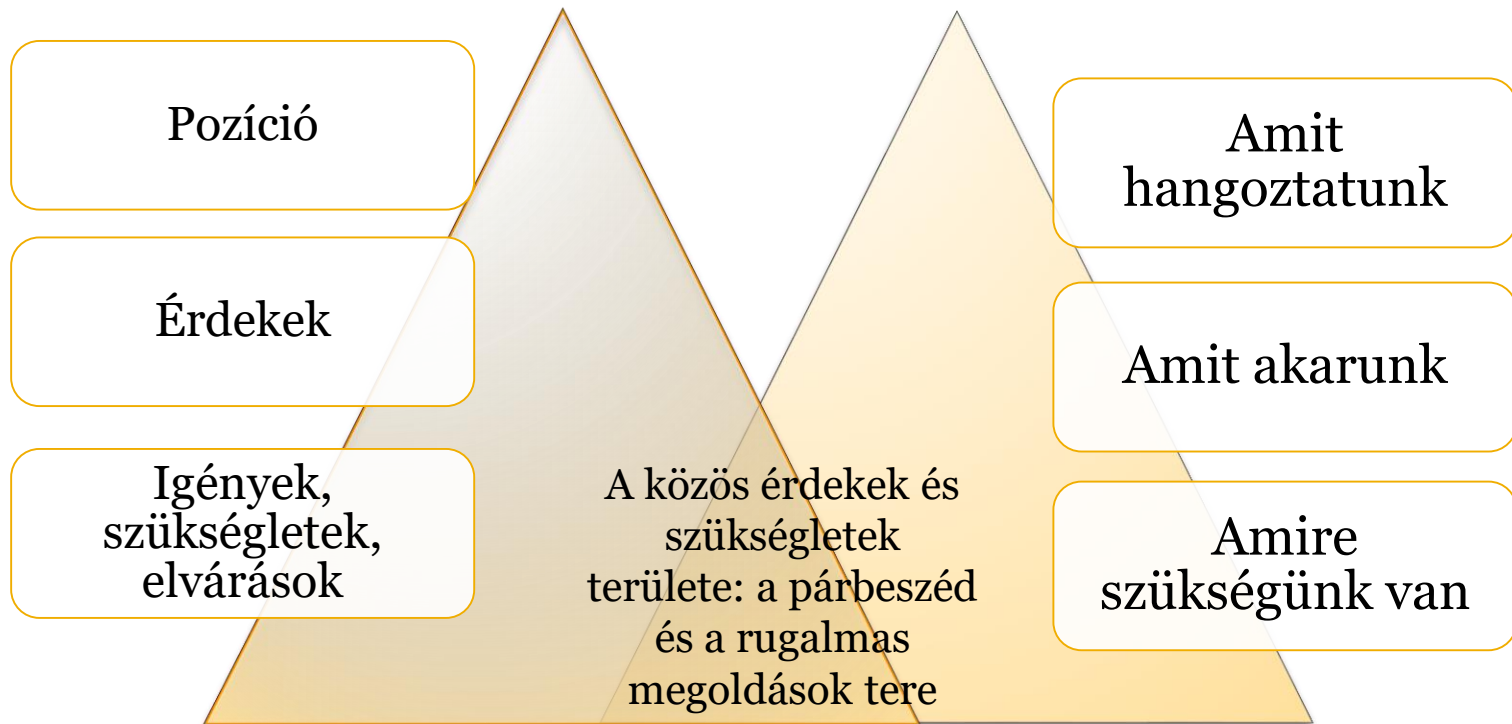 Pozíció
Érdekek
Igények,
szükségletek,
elvárások
A közös érdekek és
szükségletek
területe: a párbeszéd
és a rugalmas
megoldások tere
Amit
hangoztatunk
Amit akarunk
Amire
szükségünk van